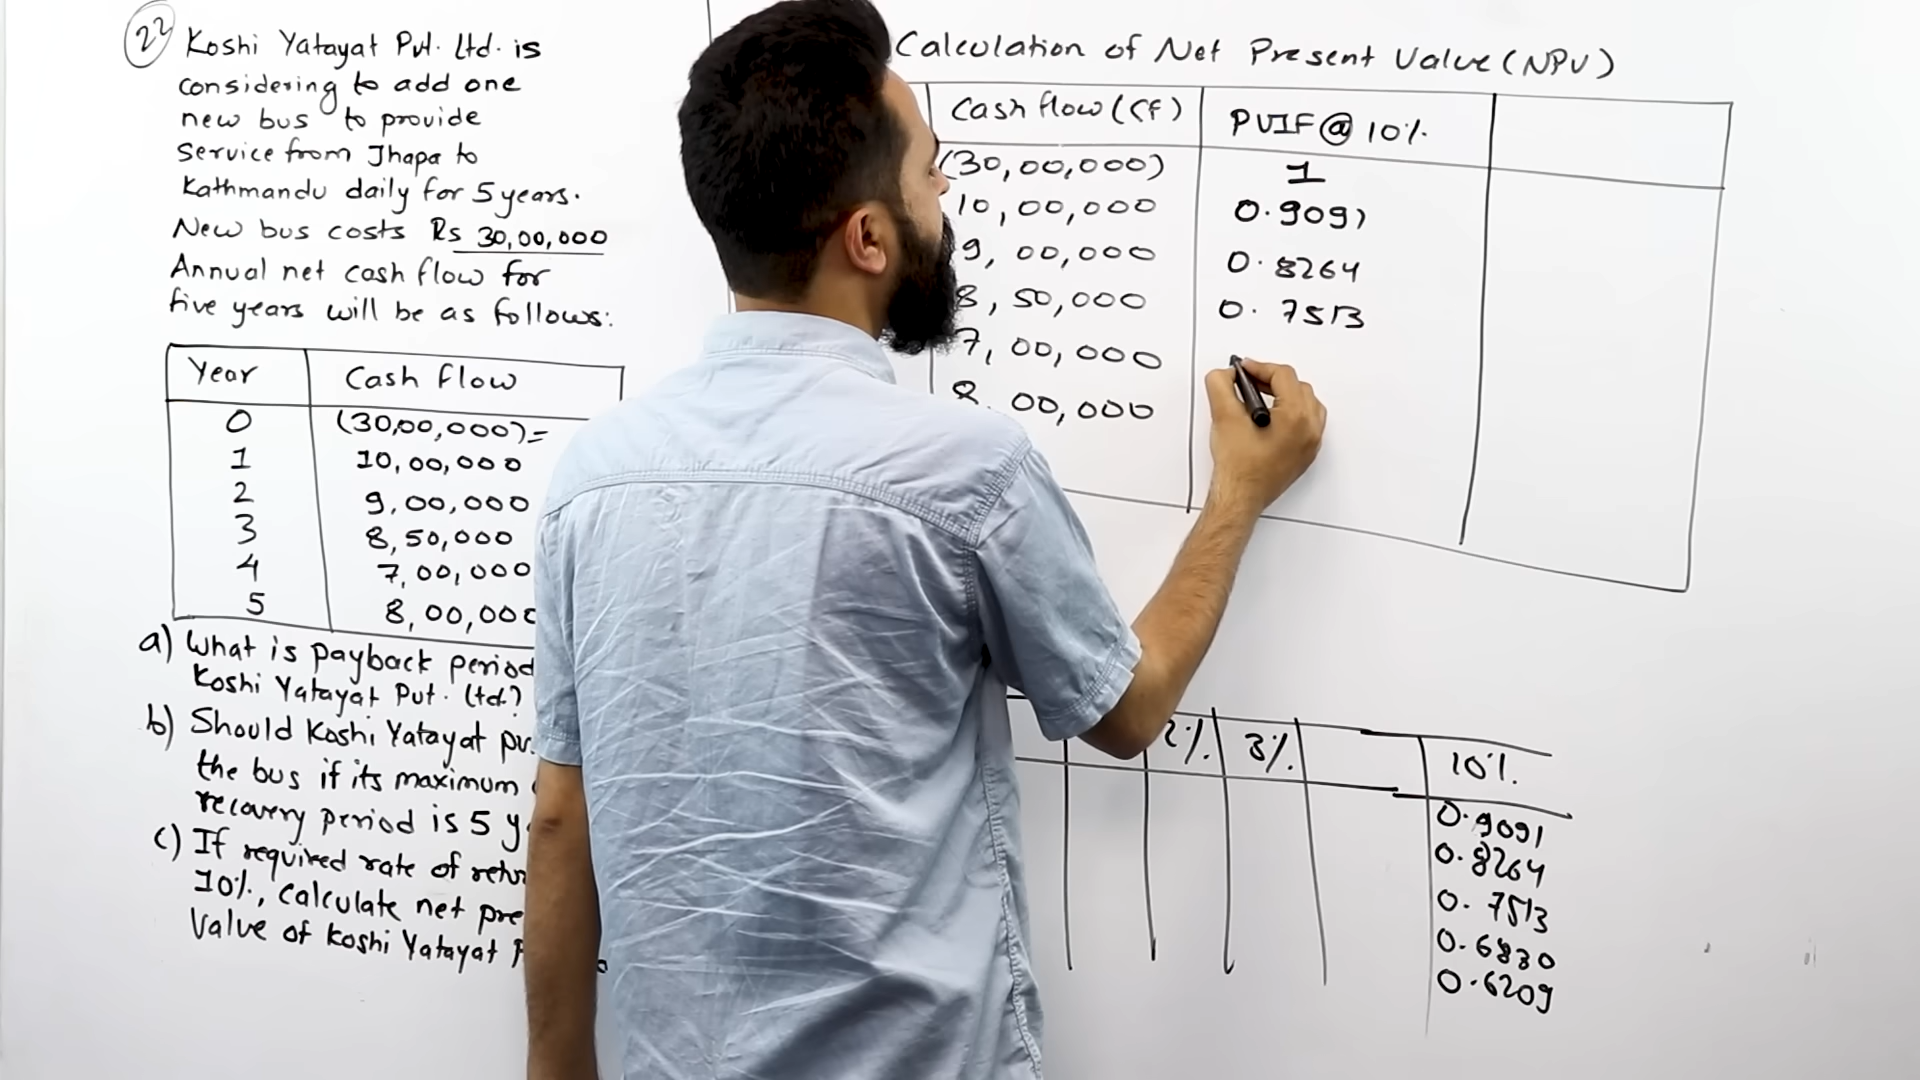 22
Koshi Yatayat Pvt. Ltd. is
considering to add one
new bus to provide
service from Jhapa to
Kathmandu daily for 5 years.
New bus costs Rs 30,00,000
Annual net cash flow for
five years will be as follows:
Year Cash flow
0 (30,00,000)=
1 10,00,000
2 9,00,000
3 8,50,000
4 7,00,000
5 8,00,000
a) What is payback period
Koshi Yatayat Pvt. Ltd.?
b) Should Koshi Yatayat
the bus if its maximum
recovery period is 5
c) If required rate of
10%, calculate net
Value of Koshi Yatayat
Calculation of Net Present Value (NPV)
Cash flow (CF) PVIF @ 10%.
(30,00,000) 1
10,00,000 0.9091
9,00,000 0.8264
8,50,000 0.7513
7,00,000
8,00,000
2%. 3%. 10%.
0.9091
0.8264
0.7513
0.6830
0.6209